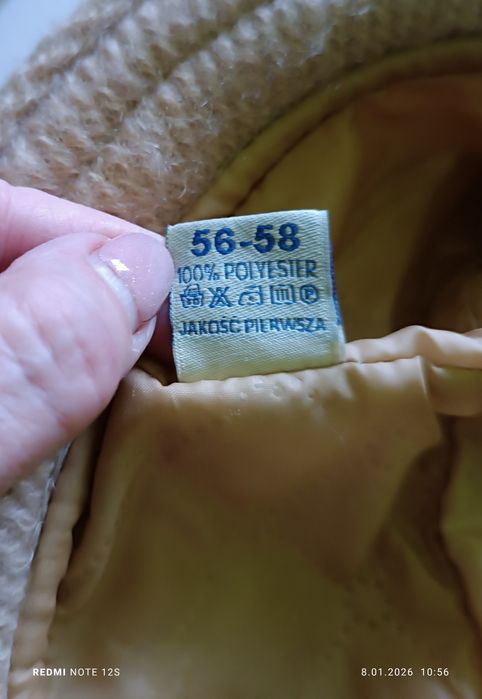 56-58
100% POLYESTER
P
JAKOŚĆ PIERWSZA
REDMI NOTE 12S
8.01.2026 10:56